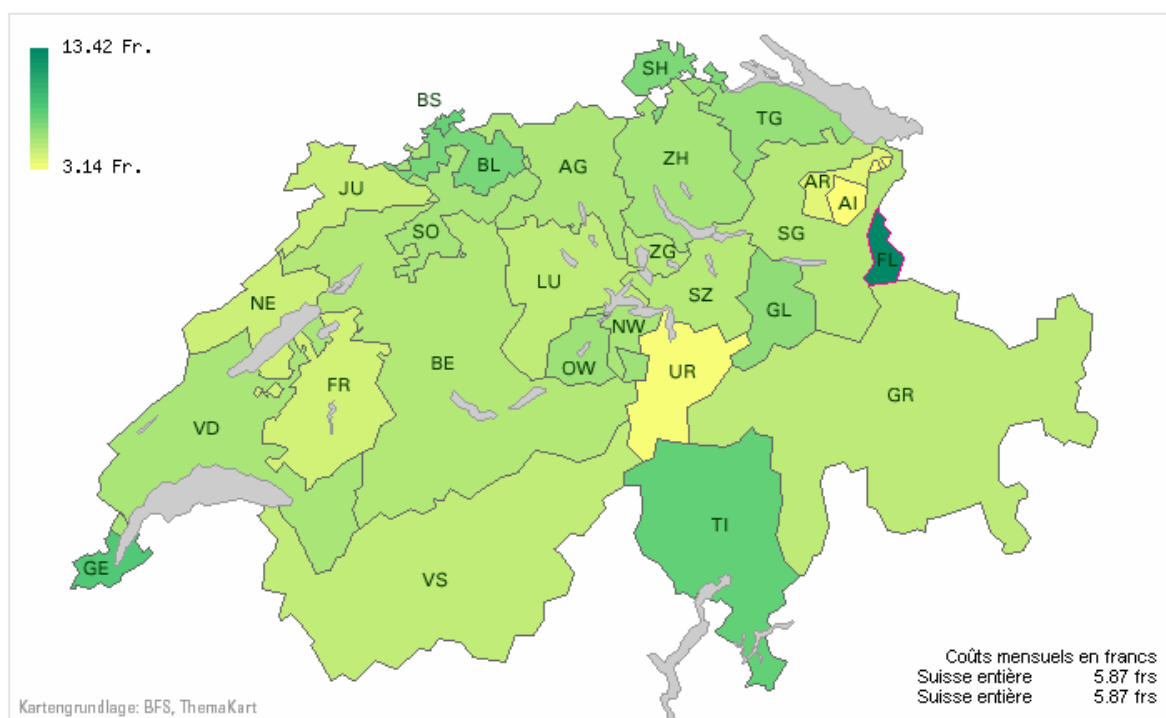 13.42 Fr.
3.14 Fr.
SH
BS
TG
BL
AG
ZH
JU
AR
AI
SO
SG
ZG
FL
LU
SZ
NE
GL
NW
BE
OW
UR
FR
GR
VD
TI
GE
VS
Coûts mensuels en francs
Suisse entière 5.87 frs
Suisse entière 5.87 frs
Kartengrundlage: BFS, ThemaKart